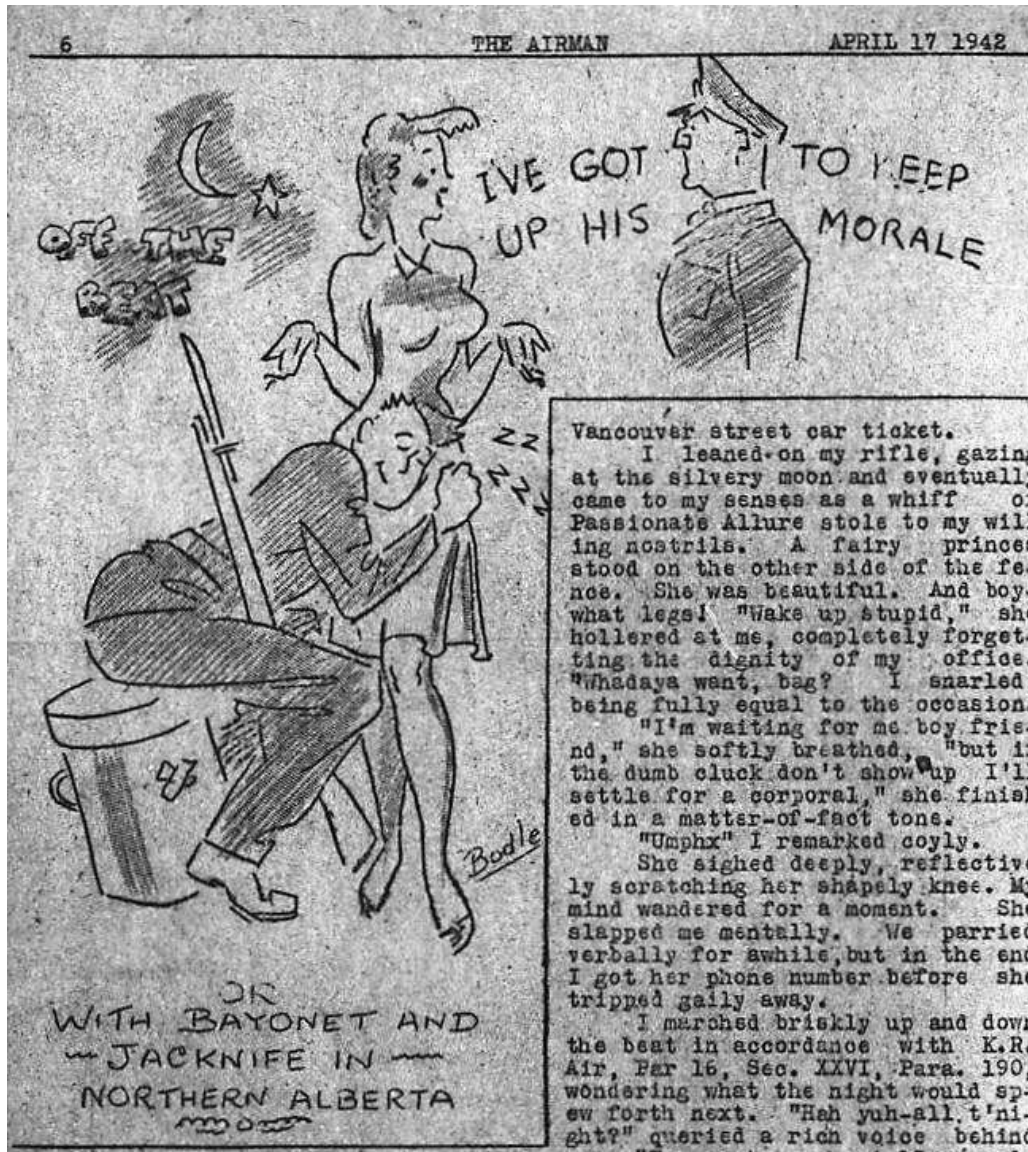 6 THE AIRMAN APRIL 17 1942
OFF THE
BEAT
I'VE GOT TO KEEP
UP HIS MORALE
ZZ
ZZZ
47
Bodle
OR
WITH BAYONET AND
JACKNIFE IN
NORTHERN ALBERTA
Vancouver street car ticket.
I leaned on my rifle, gazing
at the silvery moon and eventually
came to my senses as a whiff o
Passionate Allure stole to my will
ing nostrils. A fairy princes
stood on the other side of the fe
nce. She was beautiful. And boy,
what legs! "Wake up stupid," she
hollered at me, completely forget-
ting the dignity of my office.
"Whadaya want, bag? I snarled
being fully equal to the occasion.
"I'm waiting for me boy frie
nd," she softly breathed, "but if
the dumb cluck don't show up I'll
settle for a corporal," she finish
ed in a matter-of-fact tone.
"Umphx" I remarked coyly.
She sighed deeply, reflective
ly scratching her shapely knee. My
mind wandered for a moment. She
slapped me mentally. We parried
verbally for awhile,but in the end
I got her phone number before she
tripped gaily away.
I marched briskly up and down
the beat in accordance with K.R.
Air, Par 16, Sec. XXVI, Para. 190,
wondering what the night would sp-
ew forth next. "Hah yuh-all t'ni-
ght?" queried a rich voice behind